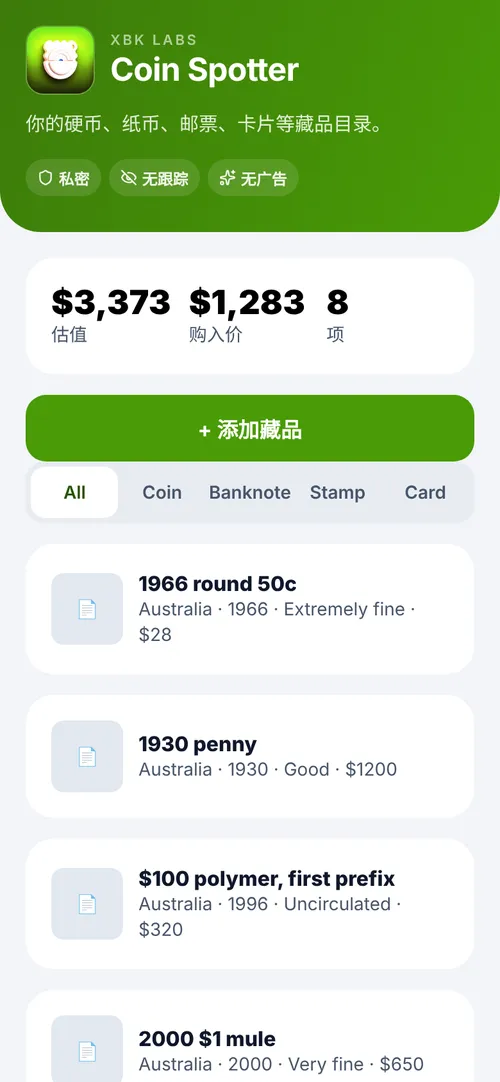 XBK LABS
Coin Spotter
你的硬币、纸币、邮票、卡片等藏品目录。
私密 无跟踪 无广告
$3,373 $1,283 8
估值 购入价 项
+ 添加藏品
All Coin Banknote Stamp Card
1966 round 50c
Australia · 1966 · Extremely fine ·
$28
1930 penny
Australia · 1930 · Good · $1200
$100 polymer, first prefix
Australia · 1996 · Uncirculated ·
$320
2000 $1 mule
Australia · 2000 · Very fine · $650